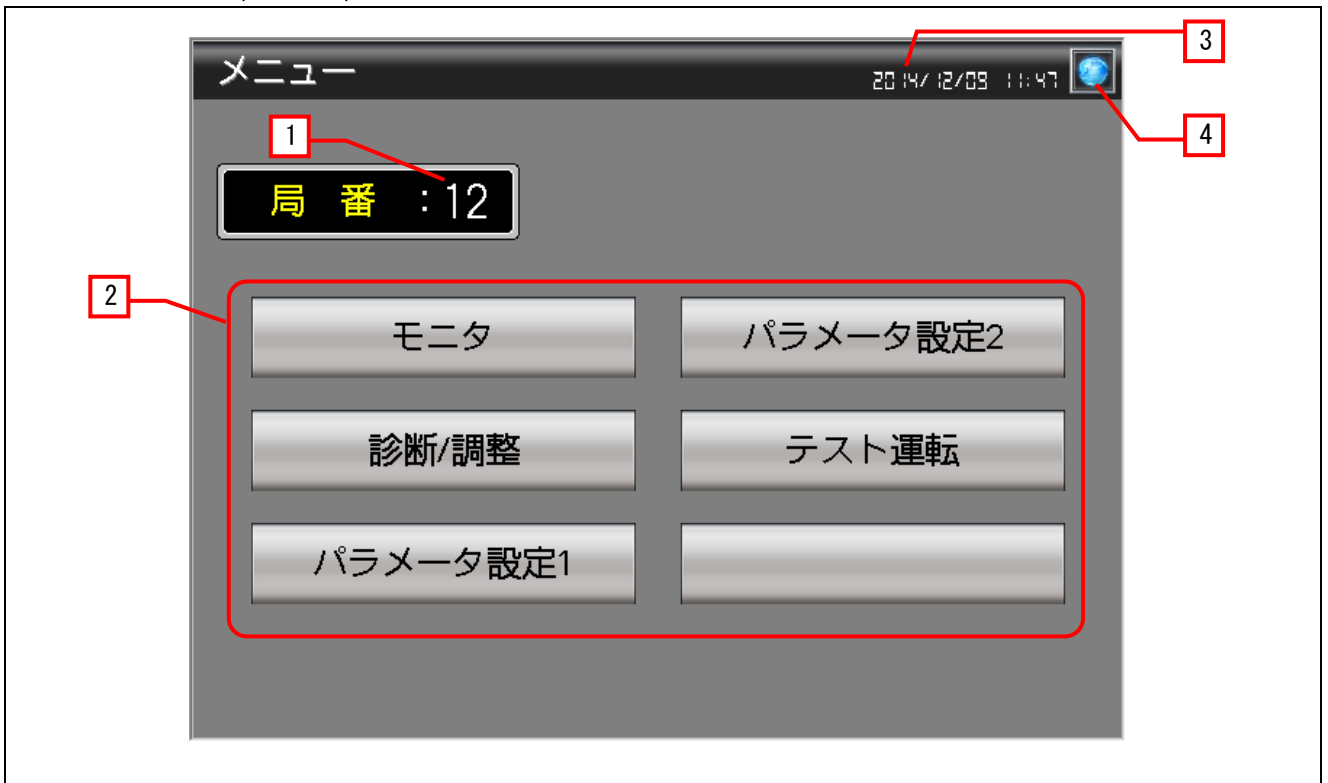 3
メニュー
2014/12/09 11:47
1
4
局 番 :12
2
モニタ
パラメータ設定2
診断/調整
テスト運転
パラメータ設定1